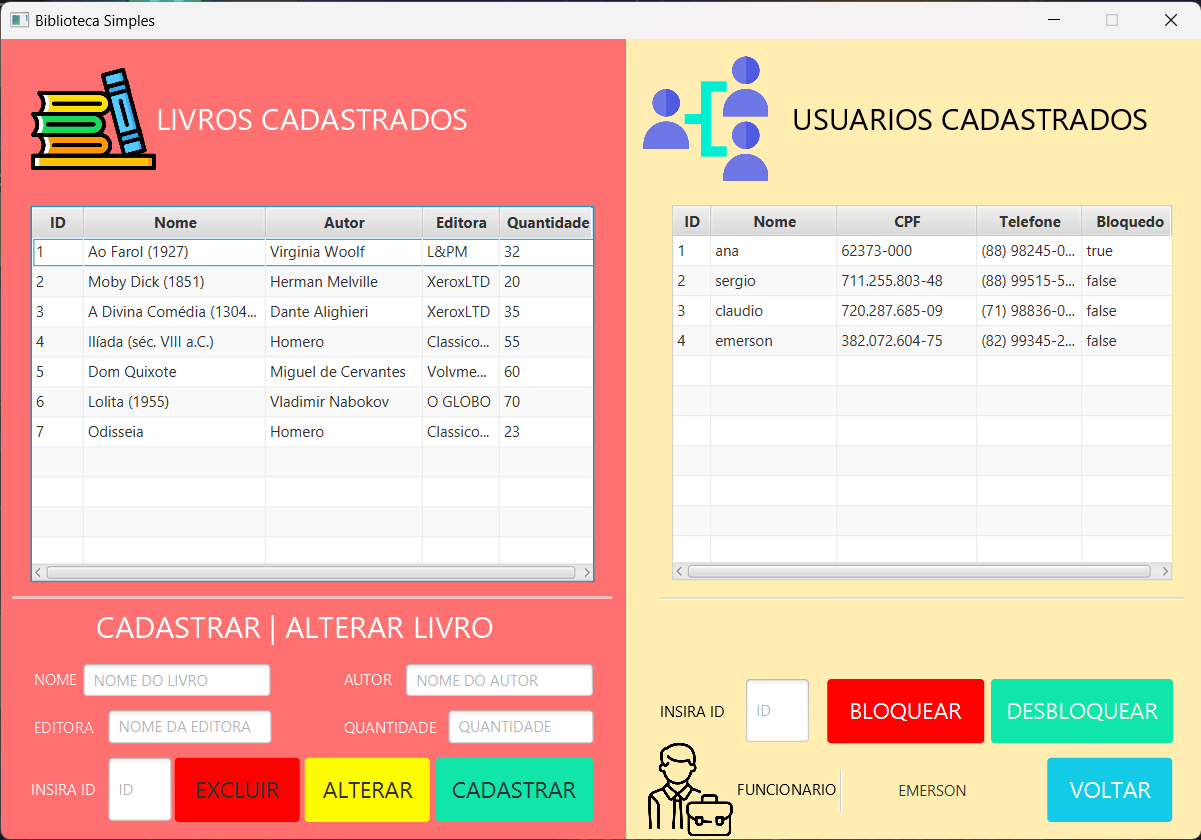 Biblioteca Simples
LIVROS CADASTRADOS
ID Nome Autor Editora Quantidade
1 Ao Farol (1927) Virginia Woolf L&PM 32
2 Moby Dick (1851) Herman Melville XeroxLTD 20
3 A Divina Comédia (1304... Dante Alighieri XeroxLTD 35
4 Ilíada (séc. VIII a.C.) Homero Classico... 55
5 Dom Quixote Miguel de Cervantes Volvme... 60
6 Lolita (1955) Vladimir Nabokov O GLOBO 70
7 Odisseia Homero Classico... 23
CADASTRAR | ALTERAR LIVRO
NOME NOME DO LIVRO AUTOR NOME DO AUTOR
EDITORA NOME DA EDITORA QUANTIDADE QUANTIDADE
INSIRA ID ID EXCLUIR ALTERAR CADASTRAR
USUARIOS CADASTRADOS
ID Nome CPF Telefone Bloquedo
1 ana 62373-000 (88) 98245-0... true
2 sergio 711.255.803-48 (88) 99515-5... false
3 claudio 720.287.685-09 (71) 98836-0... false
4 emerson 382.072.604-75 (82) 99345-2... false
INSIRA ID ID BLOQUEAR DESBLOQUEAR
FUNCIONARIO EMERSON VOLTAR